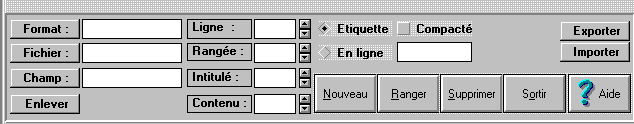 Format : Ligne : Etiquette Compacté Exporter
Fichier : Rangée : En ligne Importer
Champ : Intitulé : Nouveau Ranger Supprimer Sortir ? Aide
Enlever Contenu :